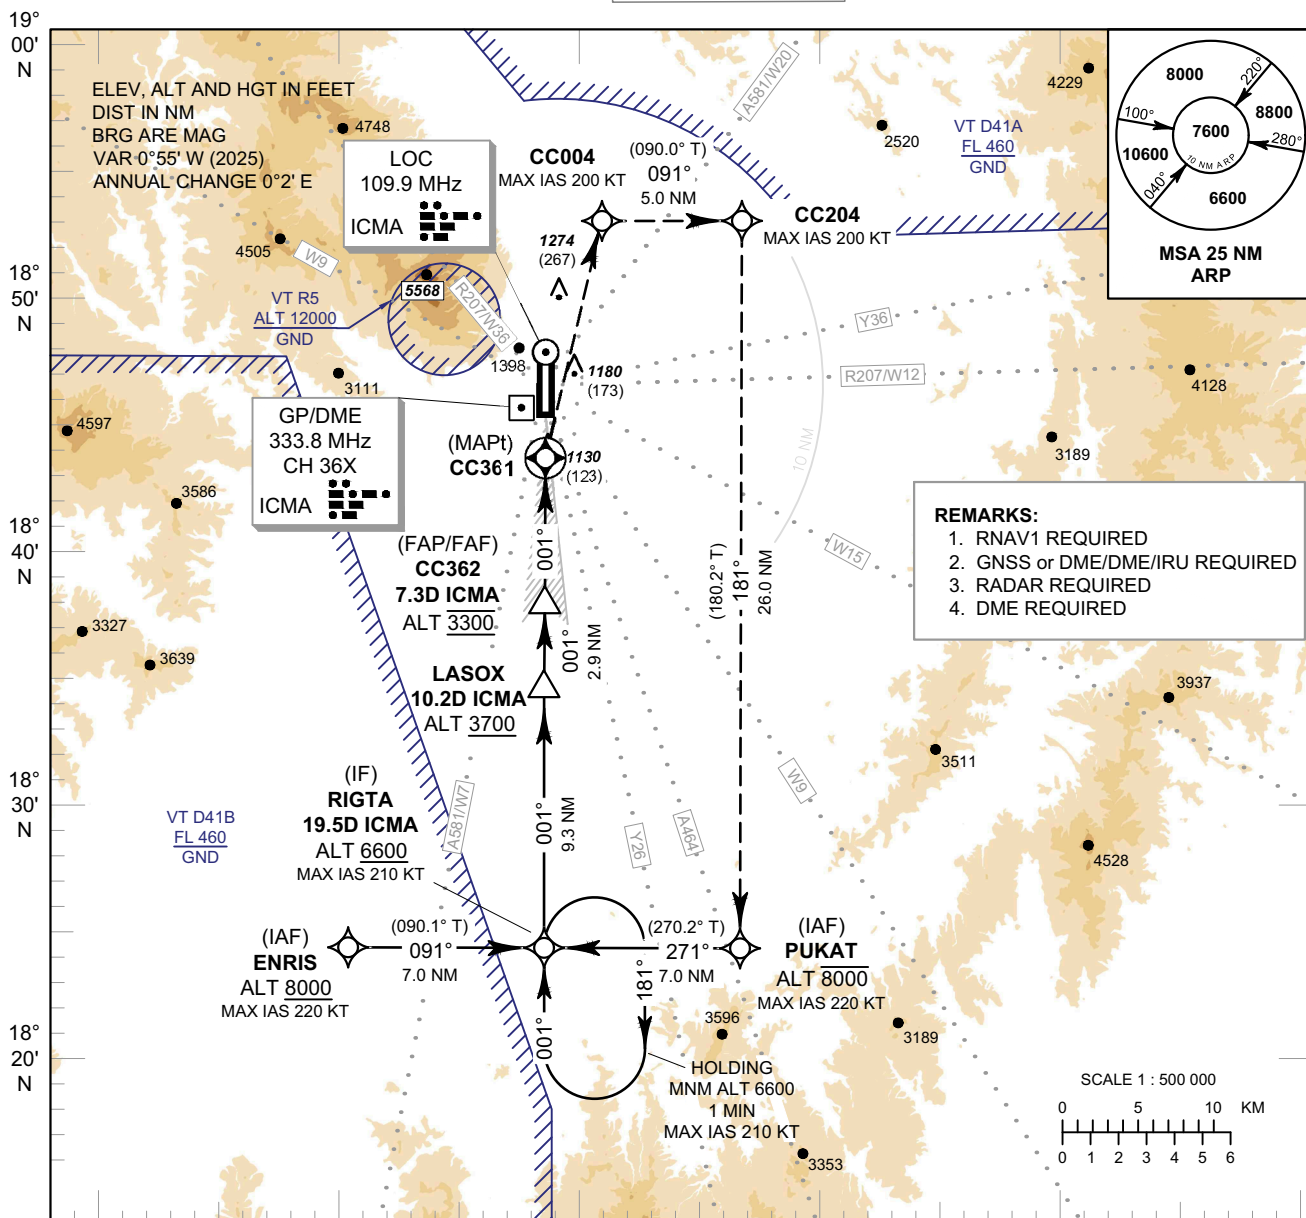 19°
00'
N
ELEV, ALT AND HGT IN FEET
DIST IN NM
BRG ARE MAG
VAR 0°55' W (2025)
ANNUAL CHANGE 0°2' E
4748
LOC
109.9 MHz
ICMA
CC004
MAX IAS 200 KT
(090.0° T)
091°
5.0 NM
A581/W20
2520
VT D41A
FL 460
GND
4229
8000
220°
8800
100°
7600
280°
10 NM ARP
10600
040°
6600
MSA 25 NM
ARP
CC204
MAX IAS 200 KT
4505
W9
1274
(267)
18°
50'
N
VT R5
ALT 12000
GND
5568
R207/W36
1398
3111
1180
(173)
Y36
R207/W12
4128
10 NM
4597
GP/DME
333.8 MHz
CH 36X
ICMA
(MAPt)
CC361
1130
(123)
3189
3586
18°
40'
N
(FAP/FAF)
CC362
7.3D ICMA
ALT 3300
001°
001°
2.9 NM
(180.2° T)
181°
26.0 NM
W15
REMARKS:
1. RNAV1 REQUIRED
2. GNSS or DME/DME/IRU REQUIRED
3. RADAR REQUIRED
4. DME REQUIRED
3327
3639
LASOX
10.2D ICMA
ALT 3700
3937
3511
18°
30'
N
(IF)
RIGTA
19.5D ICMA
ALT 6600
MAX IAS 210 KT
A581/W7
001°
9.3 NM
Y26
A464
W9
VT D41B
FL 460
GND
4528
(IAF)
ENRIS
ALT 8000
MAX IAS 220 KT
(090.1° T)
091°
7.0 NM
(270.2° T)
271°
7.0 NM
(IAF)
PUKAT
ALT 8000
MAX IAS 220 KT
001°
181°
3596
3189
18°
20'
N
HOLDING
MNM ALT 6600
1 MIN
MAX IAS 210 KT
3353
SCALE 1 : 500 000
0 5 10 KM
0 1 2 3 4 5 6